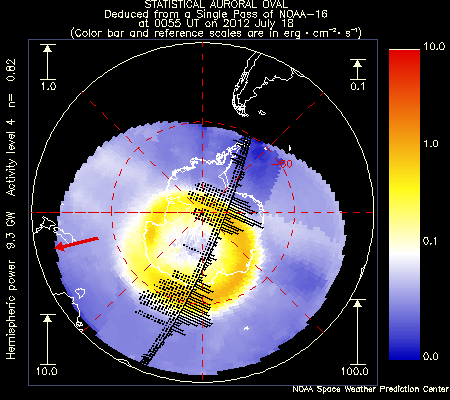 STATISTICAL AURORAL OVAL
Deduced from a Single Pass of NOAA-16
at 0055 UT on 2012 July 18
(Color bar and reference scales are in erg·cm⁻²·s⁻¹)
1.0
0.1
10.0
1.0
0.1
0.0
Hemispheric power 9.3 GW Activity level 4 n= 0.82
10.0
100.0
NOAA Space Weather Prediction Center